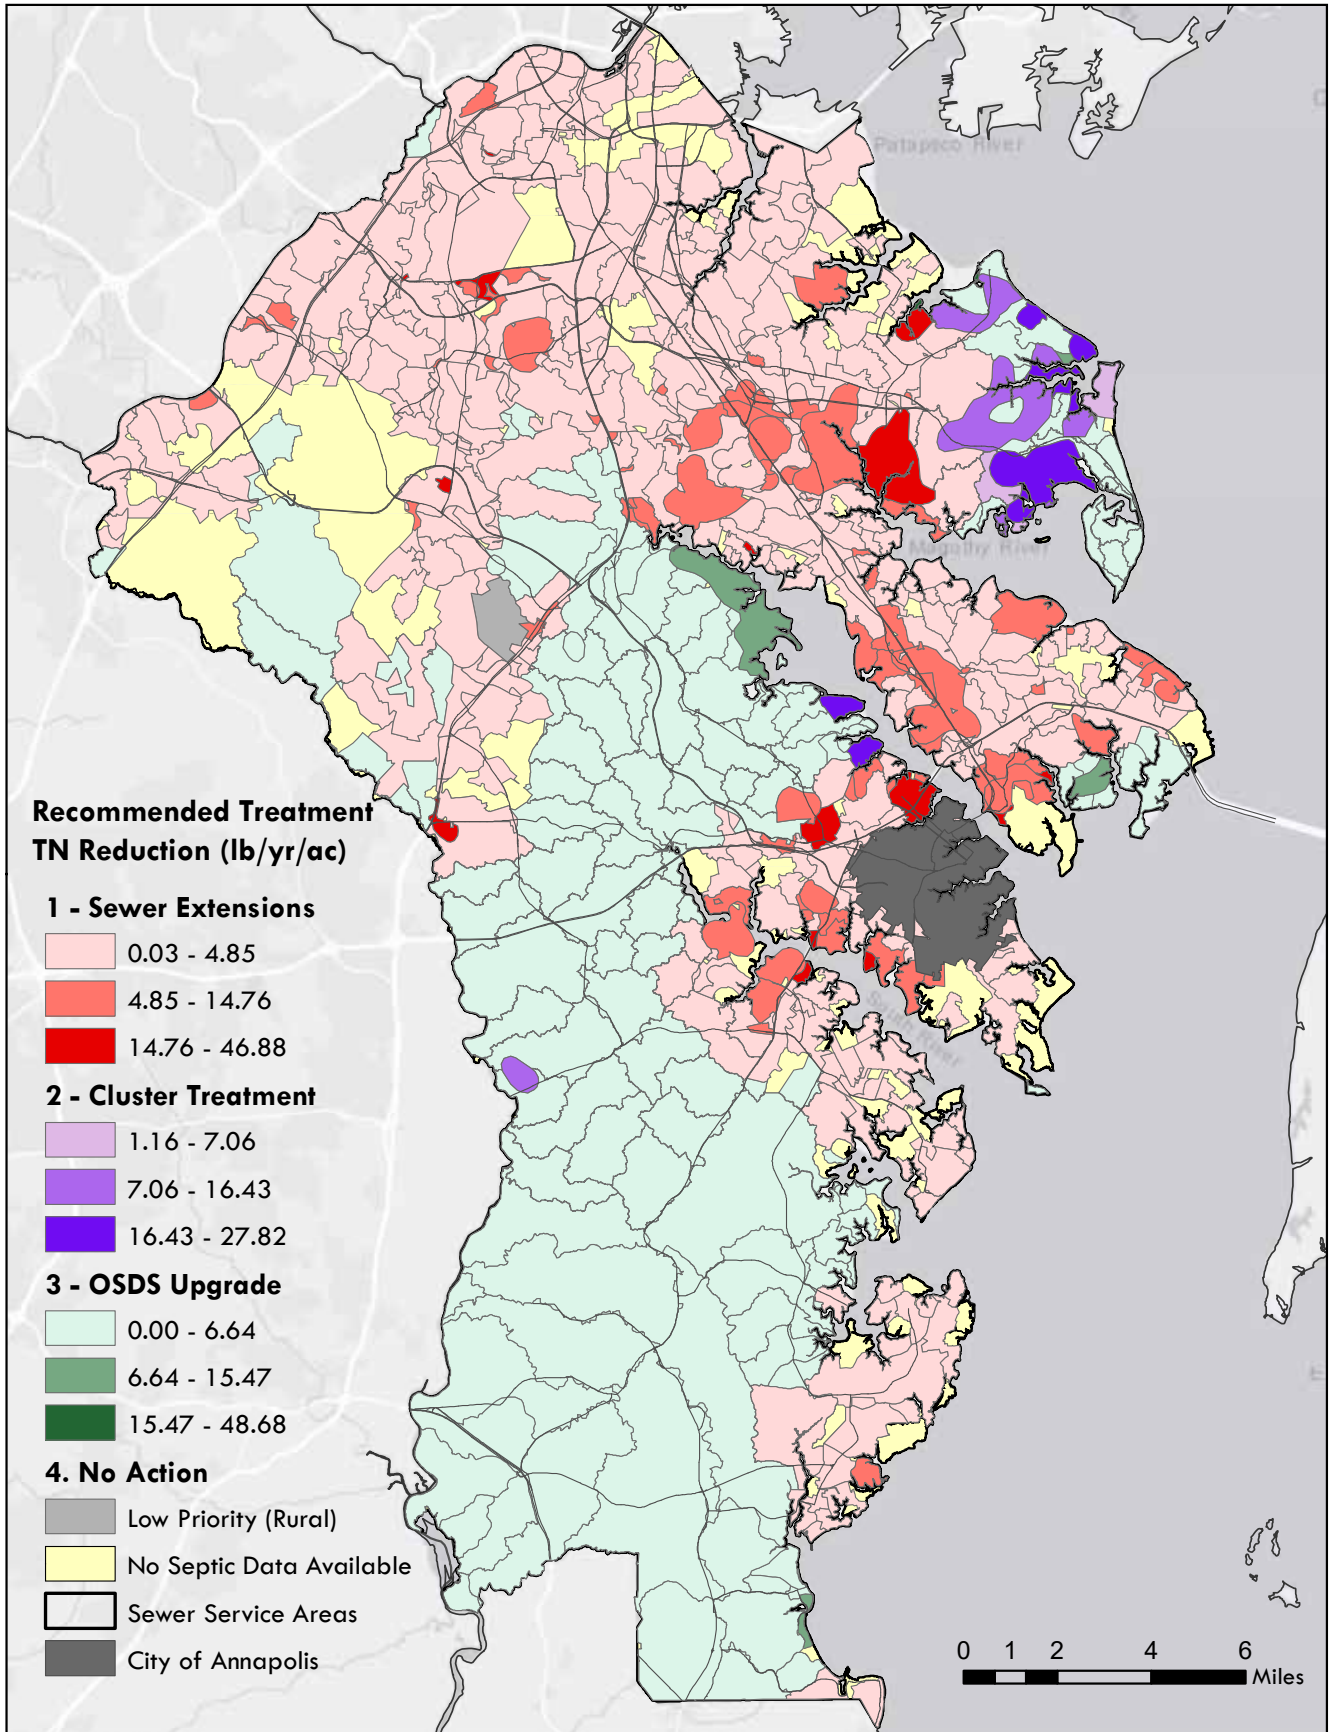 Patapsco River
Magothy River
South River
Recommended Treatment
TN Reduction (lb/yr/ac)
1 - Sewer Extensions
0.03 - 4.85
4.85 - 14.76
14.76 - 46.88
2 - Cluster Treatment
1.16 - 7.06
7.06 - 16.43
16.43 - 27.82
3 - OSDS Upgrade
0.00 - 6.64
6.64 - 15.47
15.47 - 48.68
4. No Action
Low Priority (Rural)
No Septic Data Available
Sewer Service Areas
City of Annapolis
0 1 2 4 6
Miles